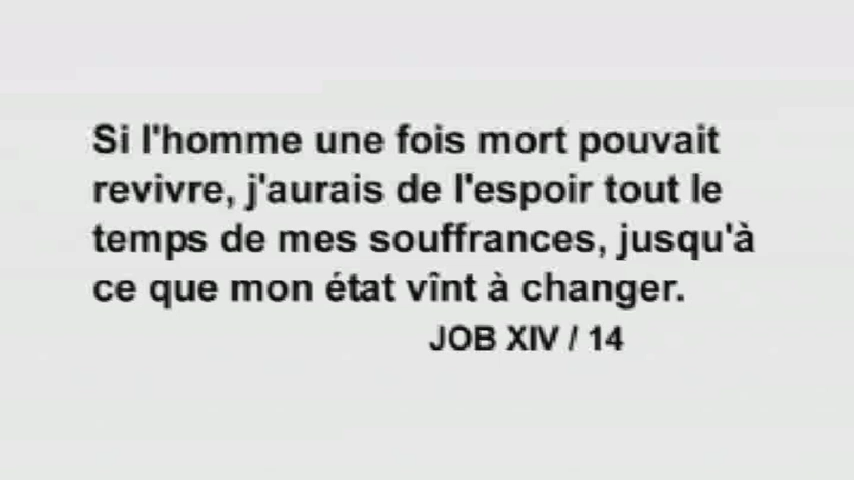 Si l'homme une fois mort pouvait
revivre, j'aurais de l'espoir tout le
temps de mes souffrances, jusqu'à
ce que mon état vînt à changer.
JOB XIV / 14